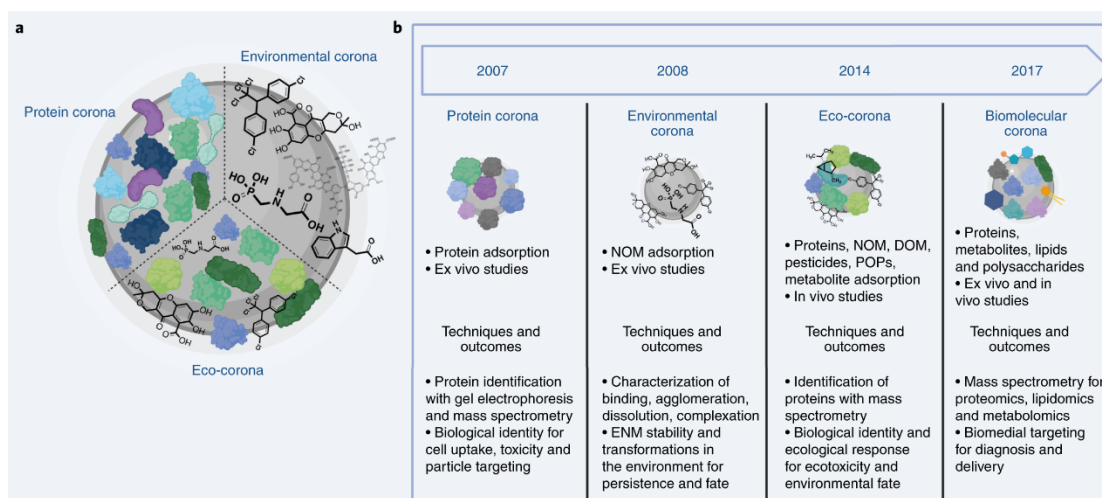 a
Environmental corona
Protein corona
Eco-corona
b
2007
2008
2014
2017
Protein corona
• Protein adsorption
• Ex vivo studies
Techniques and
outcomes
• Protein identification
with gel electrophoresis
and mass spectrometry
• Biological identity for
cell uptake, toxicity and
particle targeting
Environmental
corona
• NOM adsorption
• Ex vivo studies
Techniques and
outcomes
• Characterization of
binding, agglomeration,
dissolution, complexation
• ENM stability and
transformations in
the environment for
persistence and fate
Eco-corona
• Proteins, NOM, DOM,
pesticides, POPs,
metabolite adsorption
• In vivo studies
Techniques and
outcomes
• Identification of
proteins with mass
spectrometry
• Biological identity and
ecological response
for ecotoxicity and
environmental fate
Biomolecular
corona
• Proteins,
metabolites, lipids
and polysaccharides
• Ex vivo and in
vivo studies
Techniques and
outcomes
• Mass spectrometry for
proteomics, lipidomics
and metabolomics
• Biomedial targeting
for diagnosis and
delivery